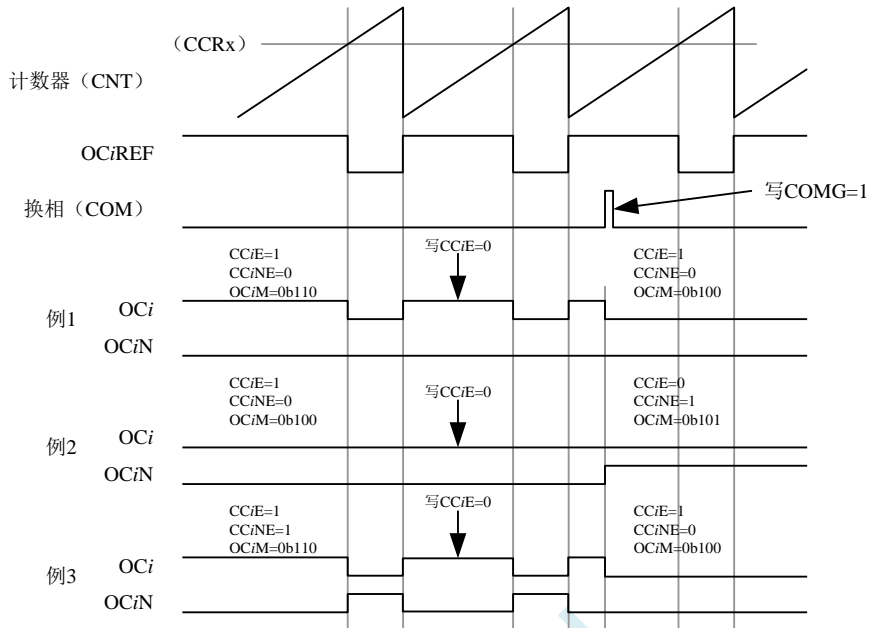 （CCRx）
计数器（CNT）
OCiREF
换相（COM）
写COMG=1
CCiE=1
CCiNE=0
OCiM=0b110
写CCiE=0
CCiE=1
CCiNE=0
OCiM=0b100
例1
OCi
OCiN
CCiE=1
CCiNE=0
OCiM=0b100
写CCiE=0
CCiE=0
CCiNE=1
OCiM=0b101
例2
OCi
OCiN
CCiE=1
CCiNE=1
OCiM=0b110
写CCiE=0
CCiE=1
CCiNE=0
OCiM=0b100
例3
OCi
OCiN